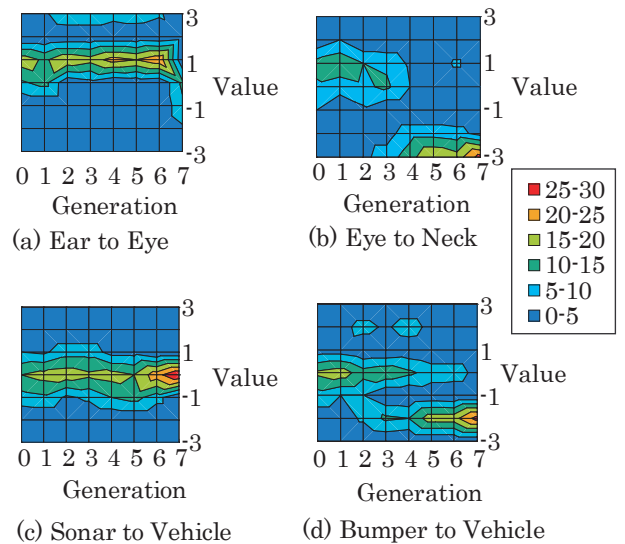 3
1
Value
-1
-3
0 1 2 3 4 5 6 7
Generation
(a) Ear to Eye
3
1
Value
-1
-3
0 1 2 3 4 5 6 7
Generation
(b) Eye to Neck
25-30
20-25
15-20
10-15
5-10
0-5
3
1
Value
-1
-3
0 1 2 3 4 5 6 7
Generation
(c) Sonar to Vehicle
3
1
Value
-1
-3
0 1 2 3 4 5 6 7
Generation
(d) Bumper to Vehicle